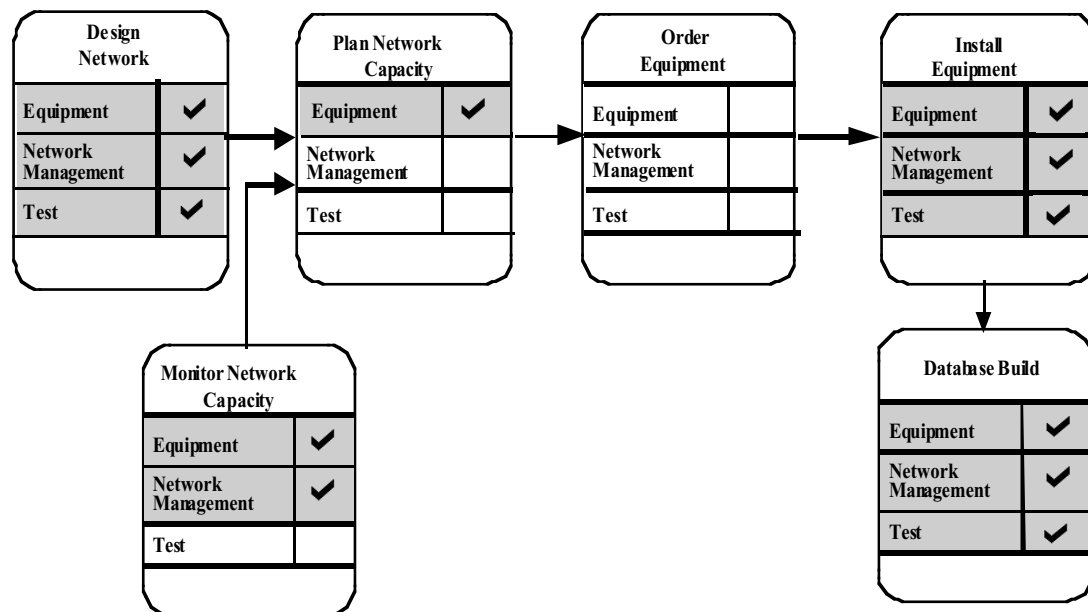 Design
Network
Equipment ✔
Network
Management ✔
Test ✔
Plan Network
Capacity
Equipment ✔
Network
Management
Test
Order
Equipment
Equipment
Network
Management
Test
Install
Equipment
Equipment ✔
Network
Management ✔
Test ✔
Monitor Network
Capacity
Equipment ✔
Network
Management ✔
Test
Database Build
Equipment ✔
Network
Management ✔
Test ✔